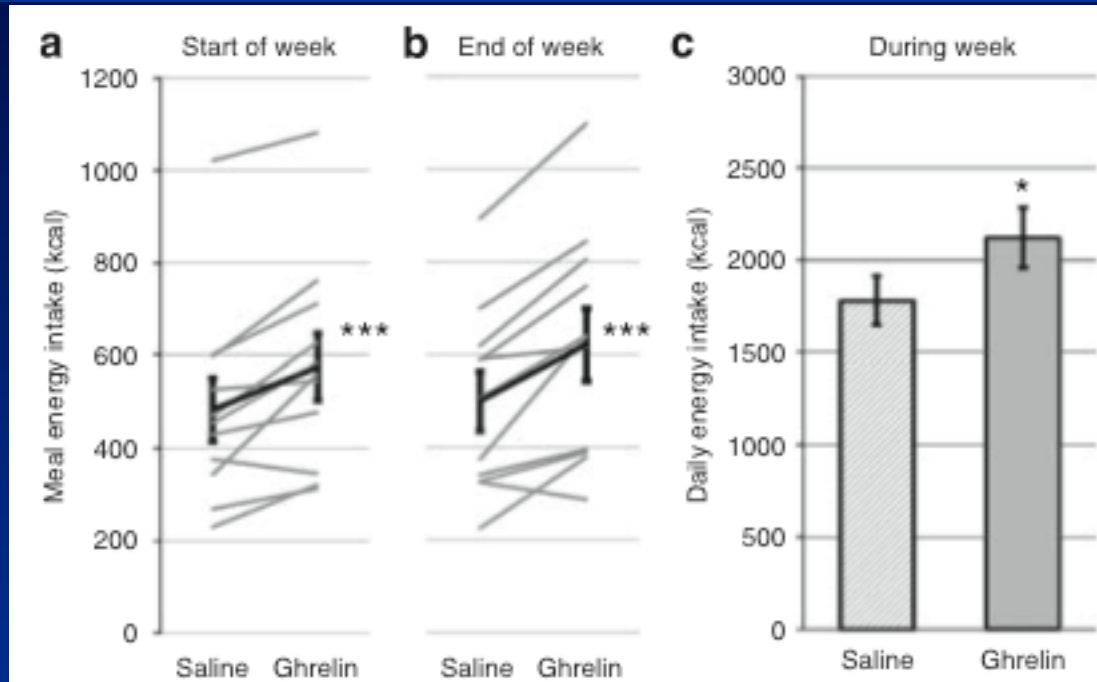 a Start of week
b End of week
c During week
Meal energy intake (kcal)
1200
1000
800
600
400
200
0
***
Saline Ghrelin
***
Saline Ghrelin
Daily energy intake (kcal)
3000
2500
2000
1500
1000
500
0
*
Saline Ghrelin